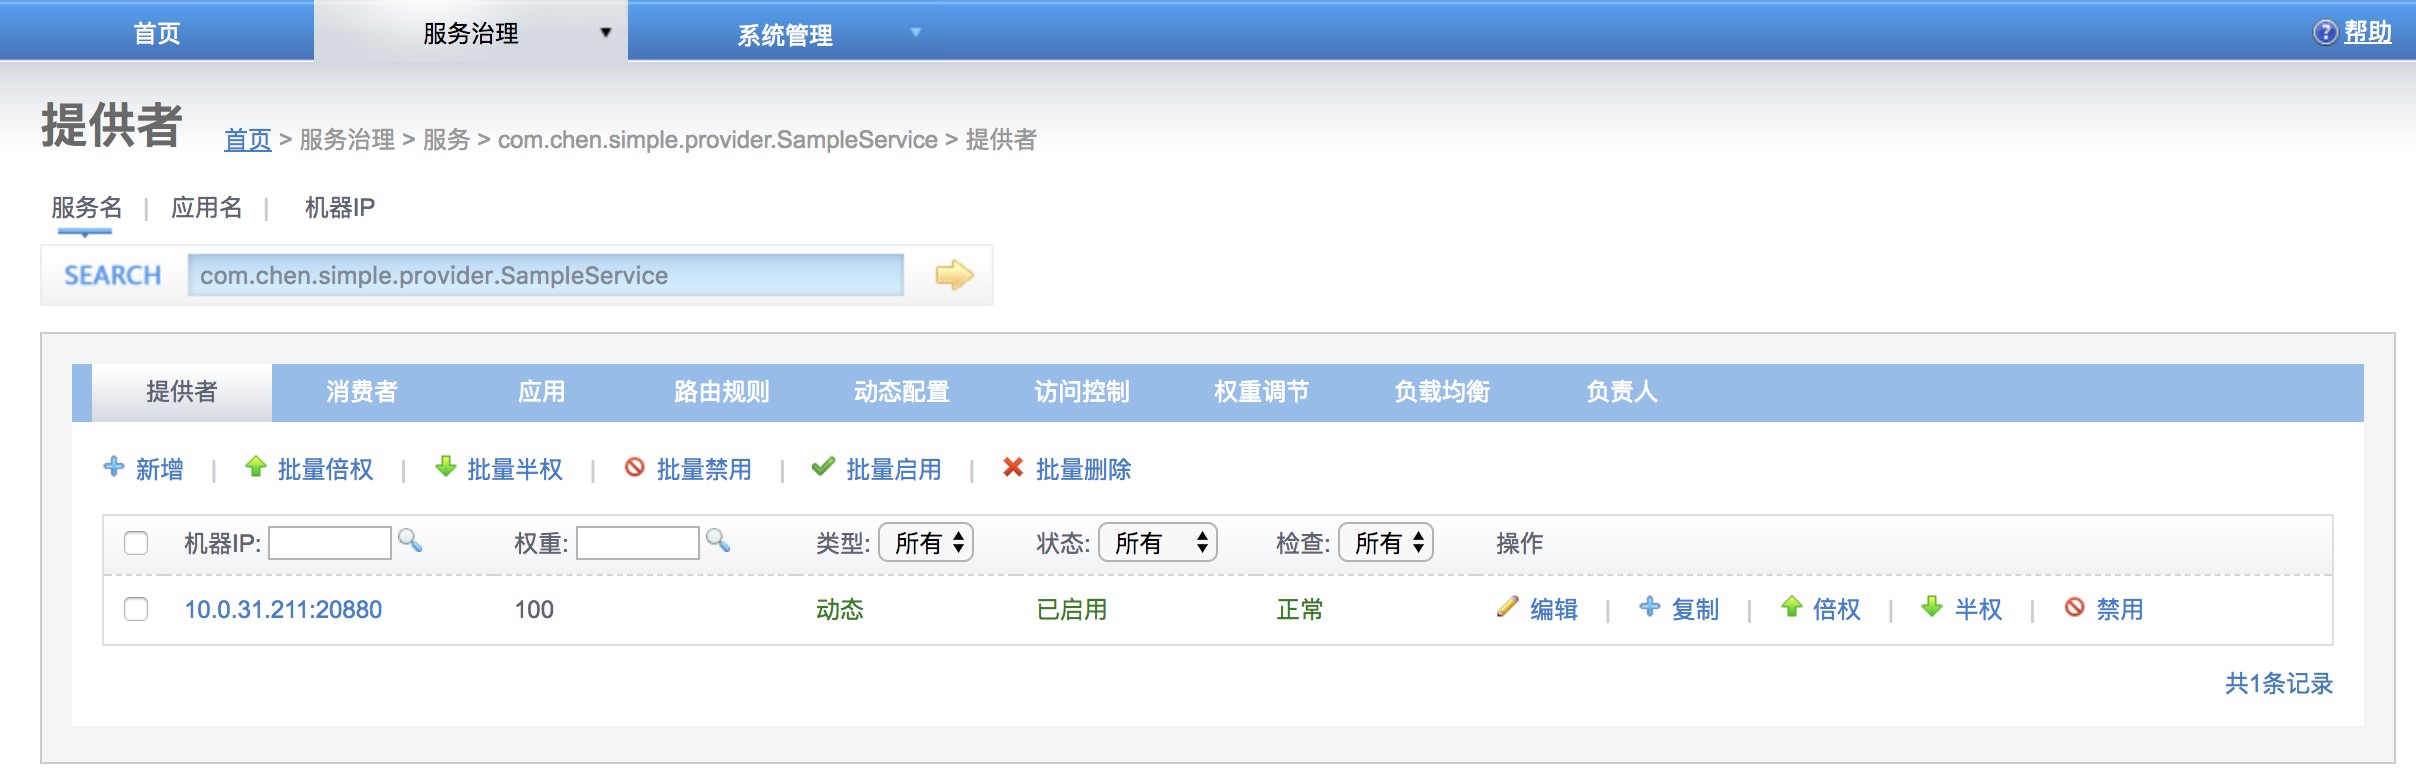 首页 服务治理 系统管理 帮助
提供者 首页 > 服务治理 > 服务 > com.chen.simple.provider.SampleService > 提供者
服务名 | 应用名 | 机器IP
SEARCH com.chen.simple.provider.SampleService
提供者 消费者 应用 路由规则 动态配置 访问控制 权重调节 负载均衡 负责人
新增 | 批量倍权 | 批量半权 | 批量禁用 | 批量启用 | 批量删除
机器IP: 权重: 类型: 所有 状态: 所有 检查: 所有 操作
10.0.31.211:20880 100 动态 已启用 正常 编辑 | 复制 | 倍权 | 半权 | 禁用
共1条记录